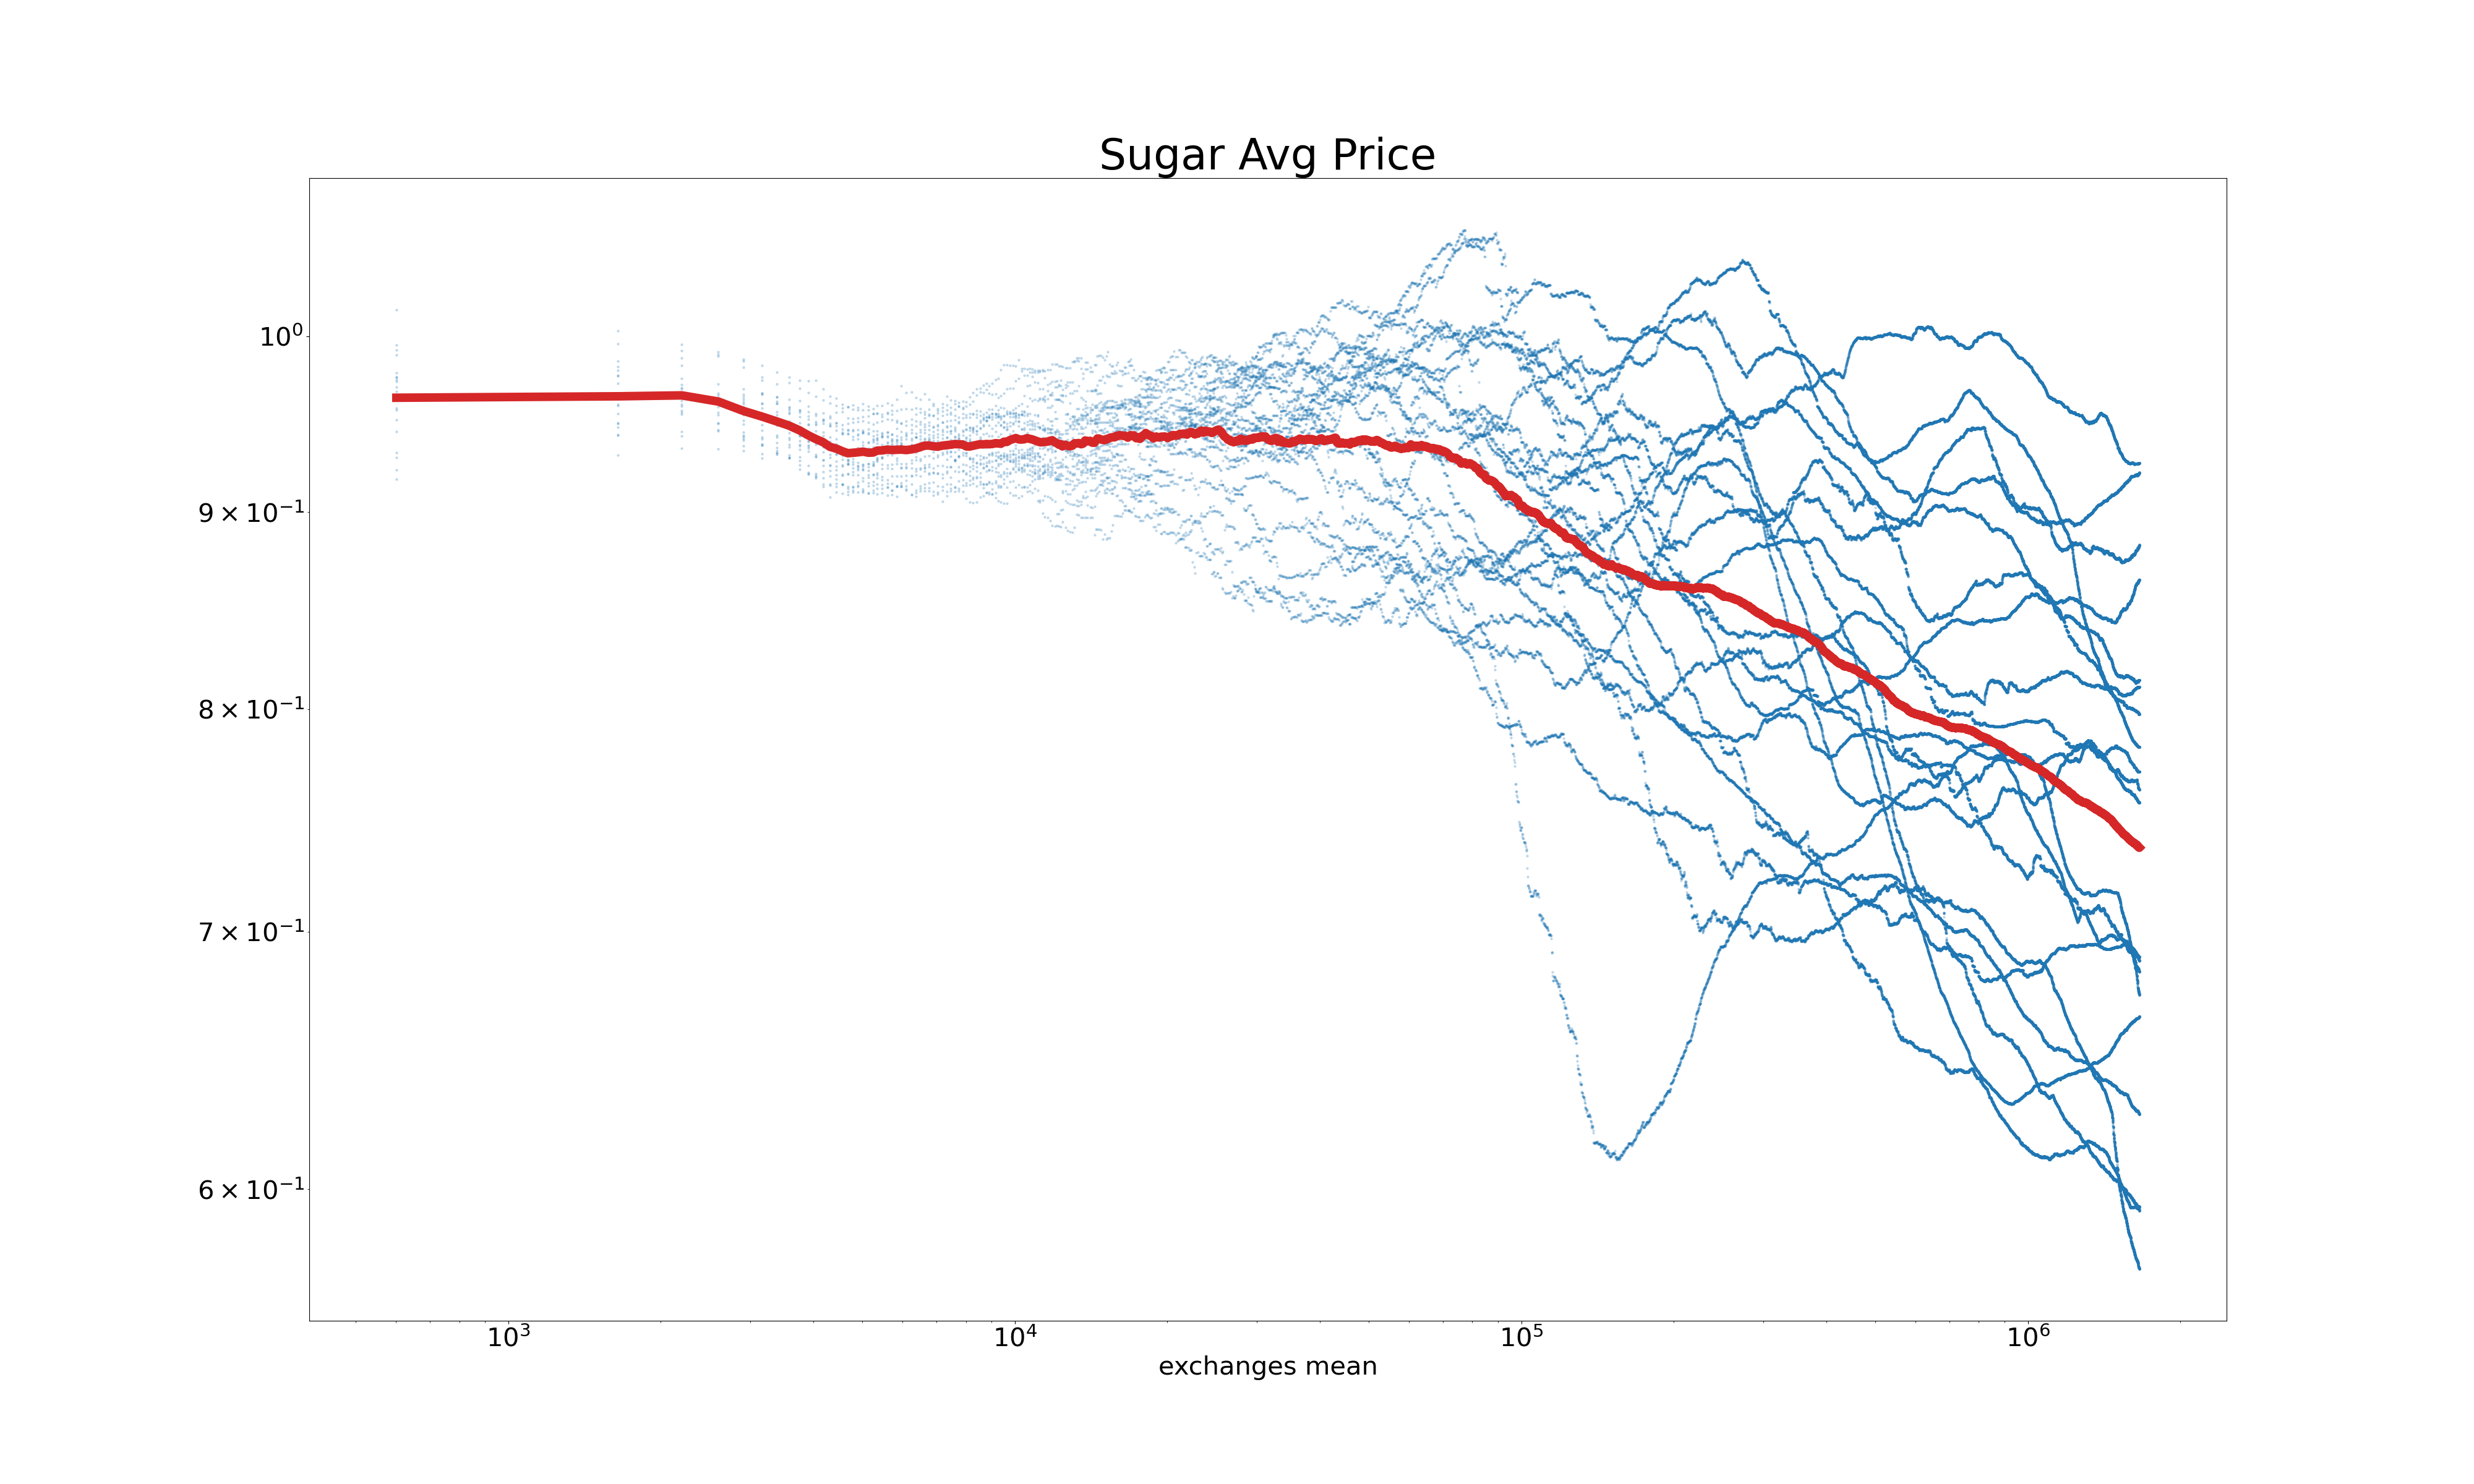 Sugar Avg Price
10⁰
9 × 10⁻¹
8 × 10⁻¹
7 × 10⁻¹
6 × 10⁻¹
10³ 10⁴ 10⁵ 10⁶
exchanges mean